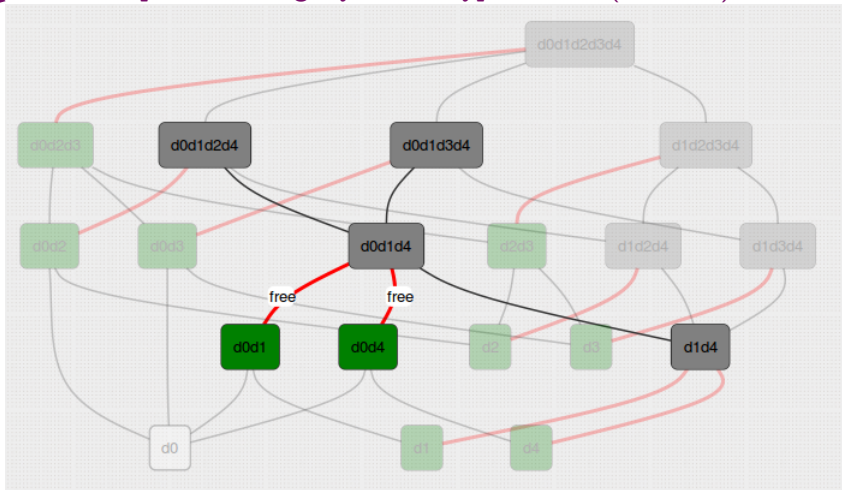 d0d1d2d3d4
d0d2d3 d0d1d2d4 d0d1d3d4 d1d2d3d4
d0d2 d0d3 d0d1d4 d2d3 d1d2d4 d1d3d4
free free
d0d1 d0d4 d2 d3 d1d4
d0 d1 d4